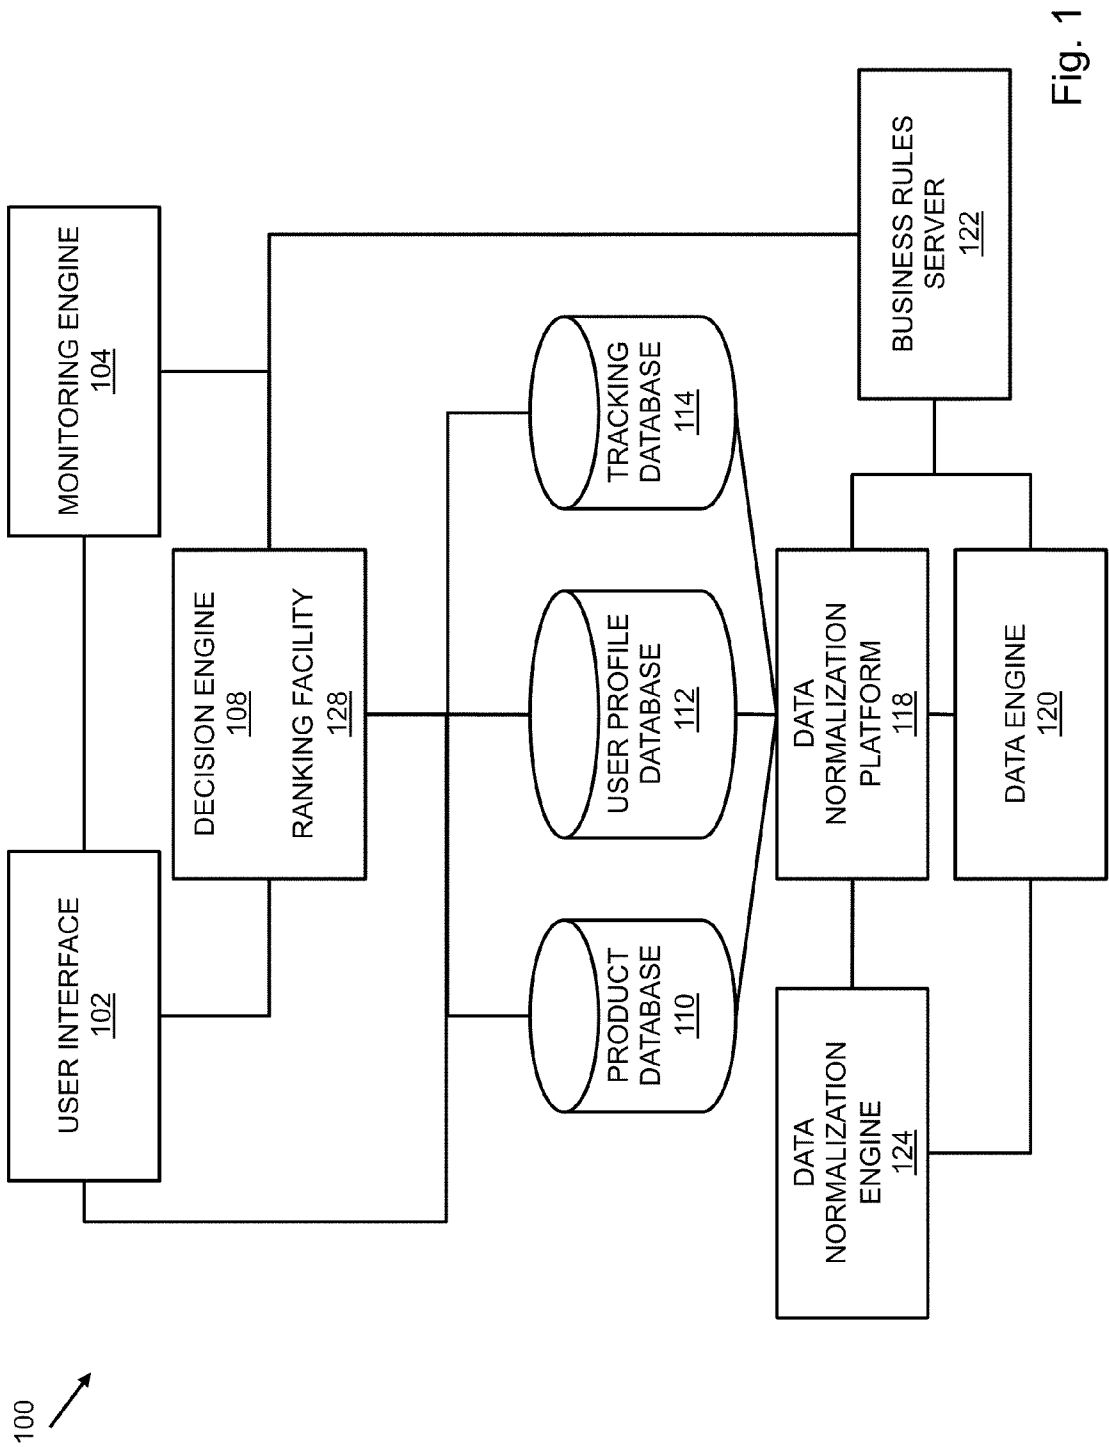 100
USER INTERFACE
102
MONITORING ENGINE
104
DECISION ENGINE
108
RANKING FACILITY
128
PRODUCT
DATABASE
110
USER PROFILE
DATABASE
112
TRACKING
DATABASE
114
DATA
NORMALIZATION
ENGINE
124
DATA
NORMALIZATION
PLATFORM
118
BUSINESS RULES
SERVER
122
DATA ENGINE
120
Fig. 1